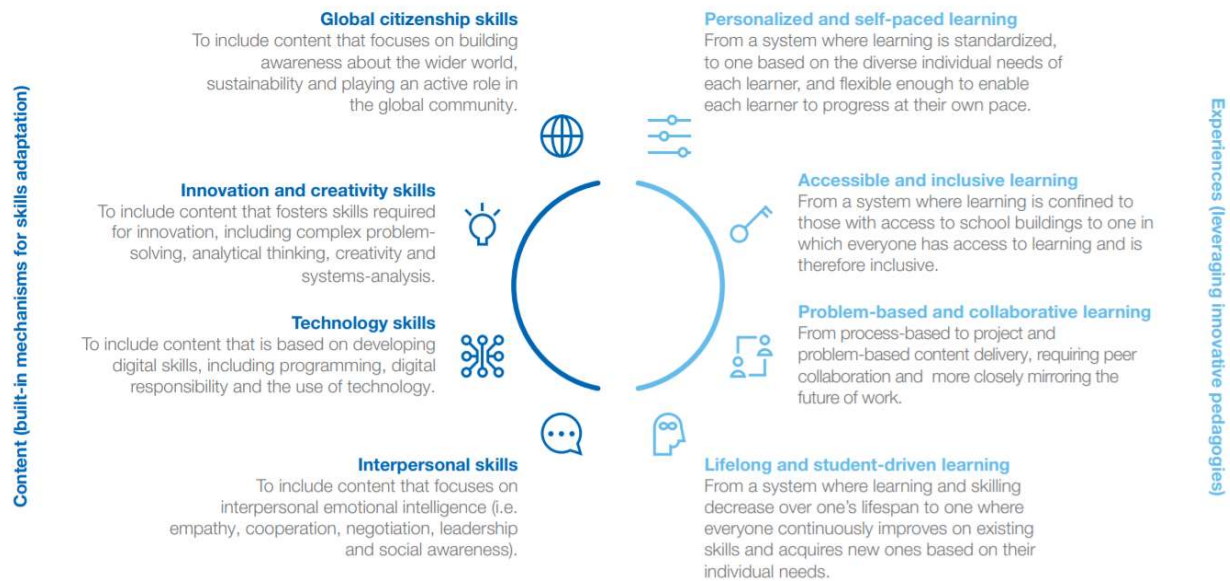 Content (built-in mechanisms for skills adaptation)
Global citizenship skills
To include content that focuses on building
awareness about the wider world,
sustainability and playing an active role in
the global community.
Innovation and creativity skills
To include content that fosters skills required
for innovation, including complex problem-
solving, analytical thinking, creativity and
systems-analysis.
Technology skills
To include content that is based on developing
digital skills, including programming, digital
responsibility and the use of technology.
Interpersonal skills
To include content that focuses on
interpersonal emotional intelligence (i.e.
empathy, cooperation, negotiation, leadership
and social awareness).
Personalized and self-paced learning
From a system where learning is standardized,
to one based on the diverse individual needs of
each learner, and flexible enough to enable
each learner to progress at their own pace.
Accessible and inclusive learning
From a system where learning is confined to
those with access to school buildings to one in
which everyone has access to learning and is
therefore inclusive.
Problem-based and collaborative learning
From process-based to project and
problem-based content delivery, requiring peer
collaboration and more closely mirroring the
future of work.
Lifelong and student-driven learning
From a system where learning and skilling
decrease over one's lifespan to one where
everyone continuously improves on existing
skills and acquires new ones based on their
individual needs.
Experiences (leveraging innovative pedagogies)